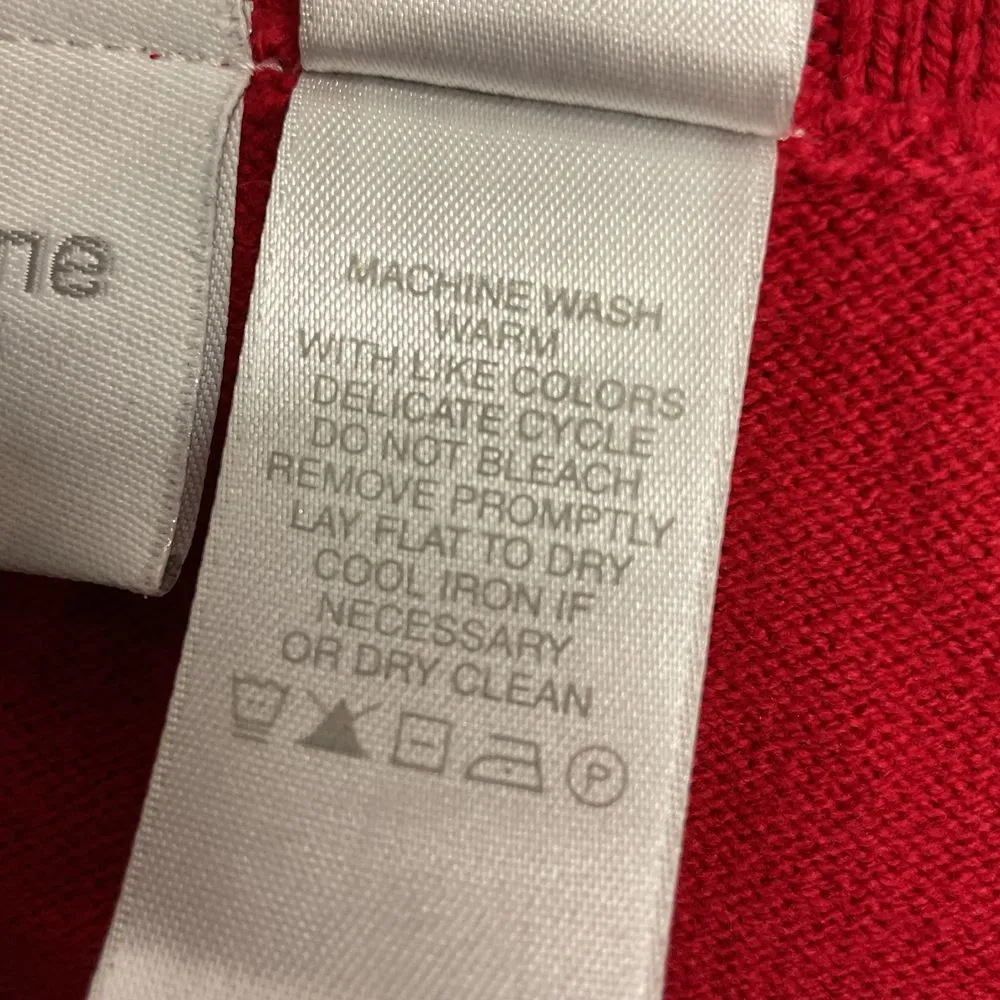 ne
MACHINE WASH
WARM
WITH LIKE COLORS
DELICATE CYCLE
DO NOT BLEACH
REMOVE PROMPTLY
LAY FLAT TO DRY
COOL IRON IF
NECESSARY
OR DRY CLEAN
P